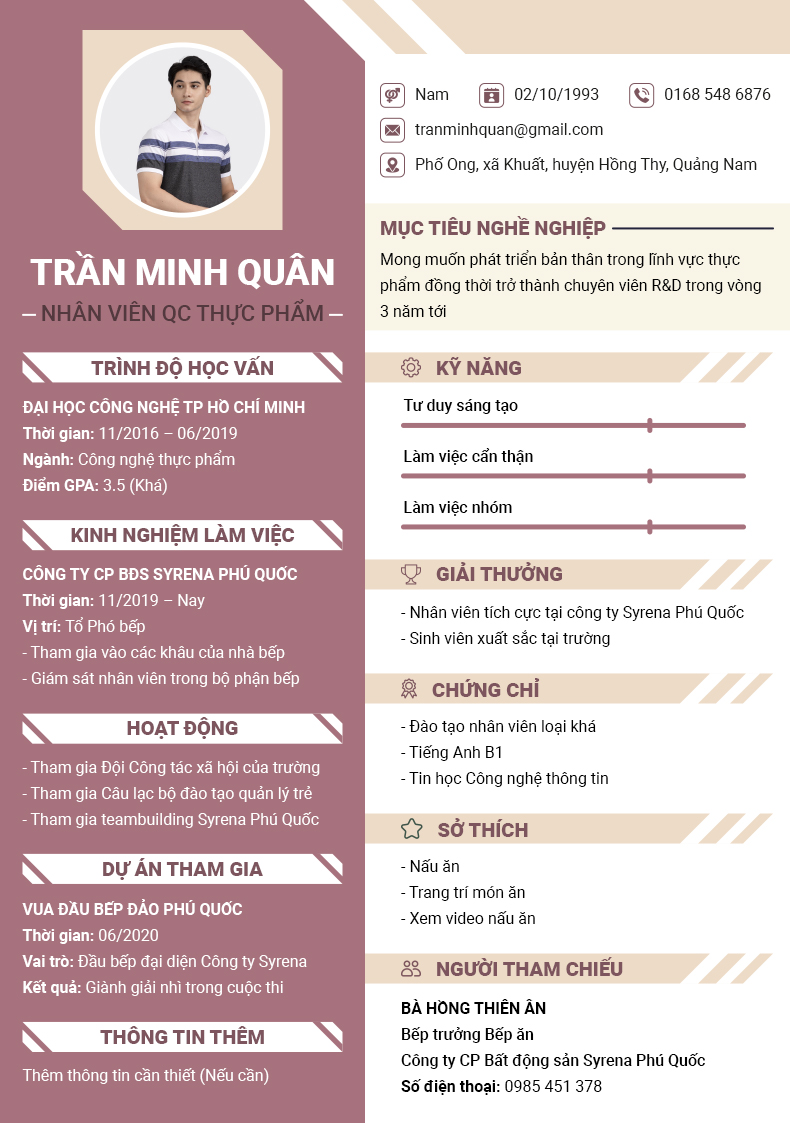 TRẦN MINH QUÂN
NHÂN VIÊN QC THỰC PHẨM
TRÌNH ĐỘ HỌC VẤN
ĐẠI HỌC CÔNG NGHỆ TP HỒ CHÍ MINH
Thời gian: 11/2016 – 06/2019
Ngành: Công nghệ thực phẩm
Điểm GPA: 3.5 (Khá)
KINH NGHIỆM LÀM VIỆC
CÔNG TY CP BĐS SYRENA PHÚ QUỐC
Thời gian: 11/2019 – Nay
Vị trí: Tổ Phó bếp
- Tham gia vào các khâu của nhà bếp
- Giám sát nhân viên trong bộ phận bếp
HOẠT ĐỘNG
- Tham gia Đội Công tác xã hội của trường
- Tham gia Câu lạc bộ đào tạo quản lý trẻ
- Tham gia teambuilding Syrena Phú Quốc
DỰ ÁN THAM GIA
VUA ĐẦU BẾP ĐẢO PHÚ QUỐC
Thời gian: 06/2020
Vai trò: Đầu bếp đại diện Công ty Syrena
Kết quả: Giành giải nhì trong cuộc thi
THÔNG TIN THÊM
Thêm thông tin cần thiết (Nếu cần)
Nam 02/10/1993 0168 548 6876
tranminhquan@gmail.com
Phố Ong, xã Khuất, huyện Hồng Thy, Quảng Nam
MỤC TIÊU NGHỀ NGHIỆP
Mong muốn phát triển bản thân trong lĩnh vực thực
phẩm đồng thời trở thành chuyên viên R&D trong vòng
3 năm tới
KỸ NĂNG
Tư duy sáng tạo
Làm việc cẩn thận
Làm việc nhóm
GIẢI THƯỞNG
- Nhân viên tích cực tại công ty Syrena Phú Quốc
- Sinh viên xuất sắc tại trường
CHỨNG CHỈ
- Đào tạo nhân viên loại khá
- Tiếng Anh B1
- Tin học Công nghệ thông tin
SỞ THÍCH
- Nấu ăn
- Trang trí món ăn
- Xem video nấu ăn
NGƯỜI THAM CHIẾU
BÀ HỒNG THIÊN ÂN
Bếp trưởng Bếp ăn
Công ty CP Bất động sản Syrena Phú Quốc
Số điện thoại: 0985 451 378